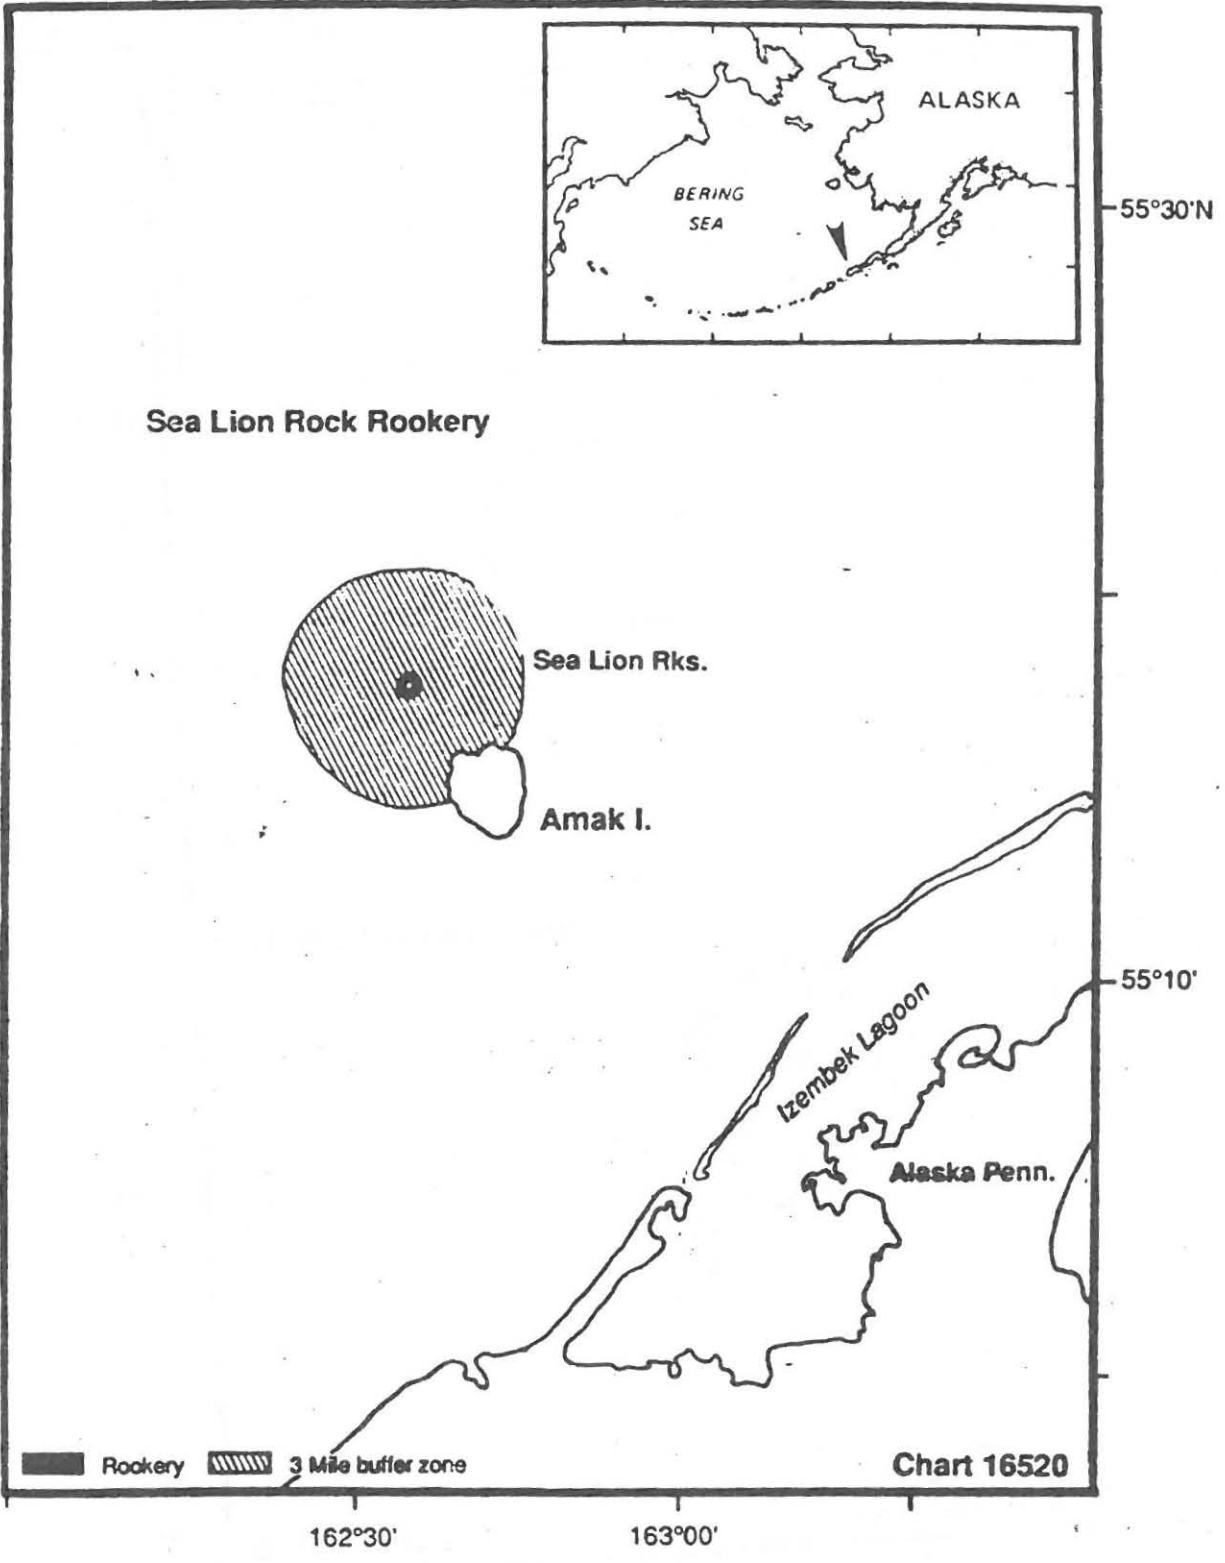 ALASKA
BERING
SEA
55°30'N
Sea Lion Rock Rookery
Sea Lion Rks.
Amak I.
55°10'
Izembek Lagoon
Alaska Penn.
Rookery
3 Mile buffer zone
Chart 16520
162°30'
163°00'